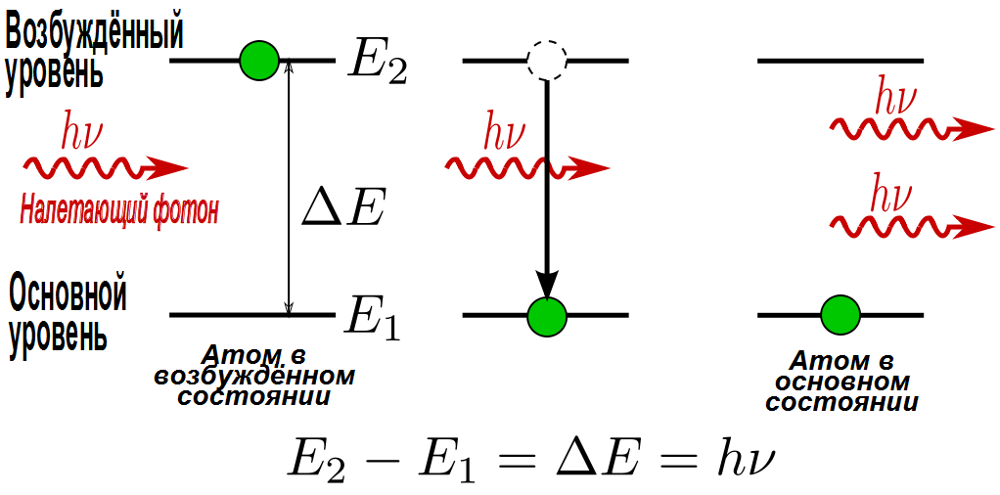 Возбуждённый
уровень
E₂
hν
Налетающий фотон
ΔE
hν
hν
hν
Основной
уровень
E₁
Атом в
возбуждённом
состоянии
Атом в
основном
состоянии
E₂ − E₁ = ΔE = hν